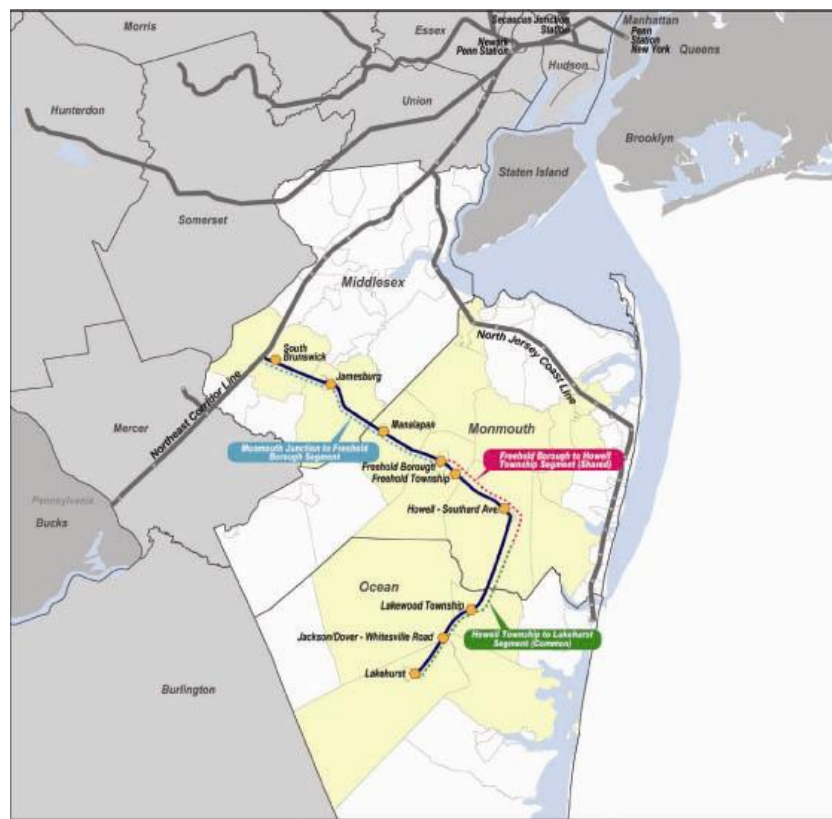 Morris
Essex
Secaucus Junction
Station
Manhattan
Newark
Penn Station
Penn
Station
New York
Queens
Hudson
Hunterdon
Union
Brooklyn
Staten Island
Somerset
Middlesex
South
Brunswick
Jamesburg
North Jersey Coast Line
Northeast Corridor Line
Mercer
Manalapan
Monmouth
Monmouth Junction to Freehold
Borough Segment
Freehold Borough
Freehold Township
Freehold Borough to Howell
Township Segment (Shared)
Pennsylvania
Bucks
Howell - Southard Ave
Ocean
Lakewood Township
Jackson/Dover - Whitesville Road
Howell Township to Lakehurst
Segment (Common)
Lakehurst
Burlington